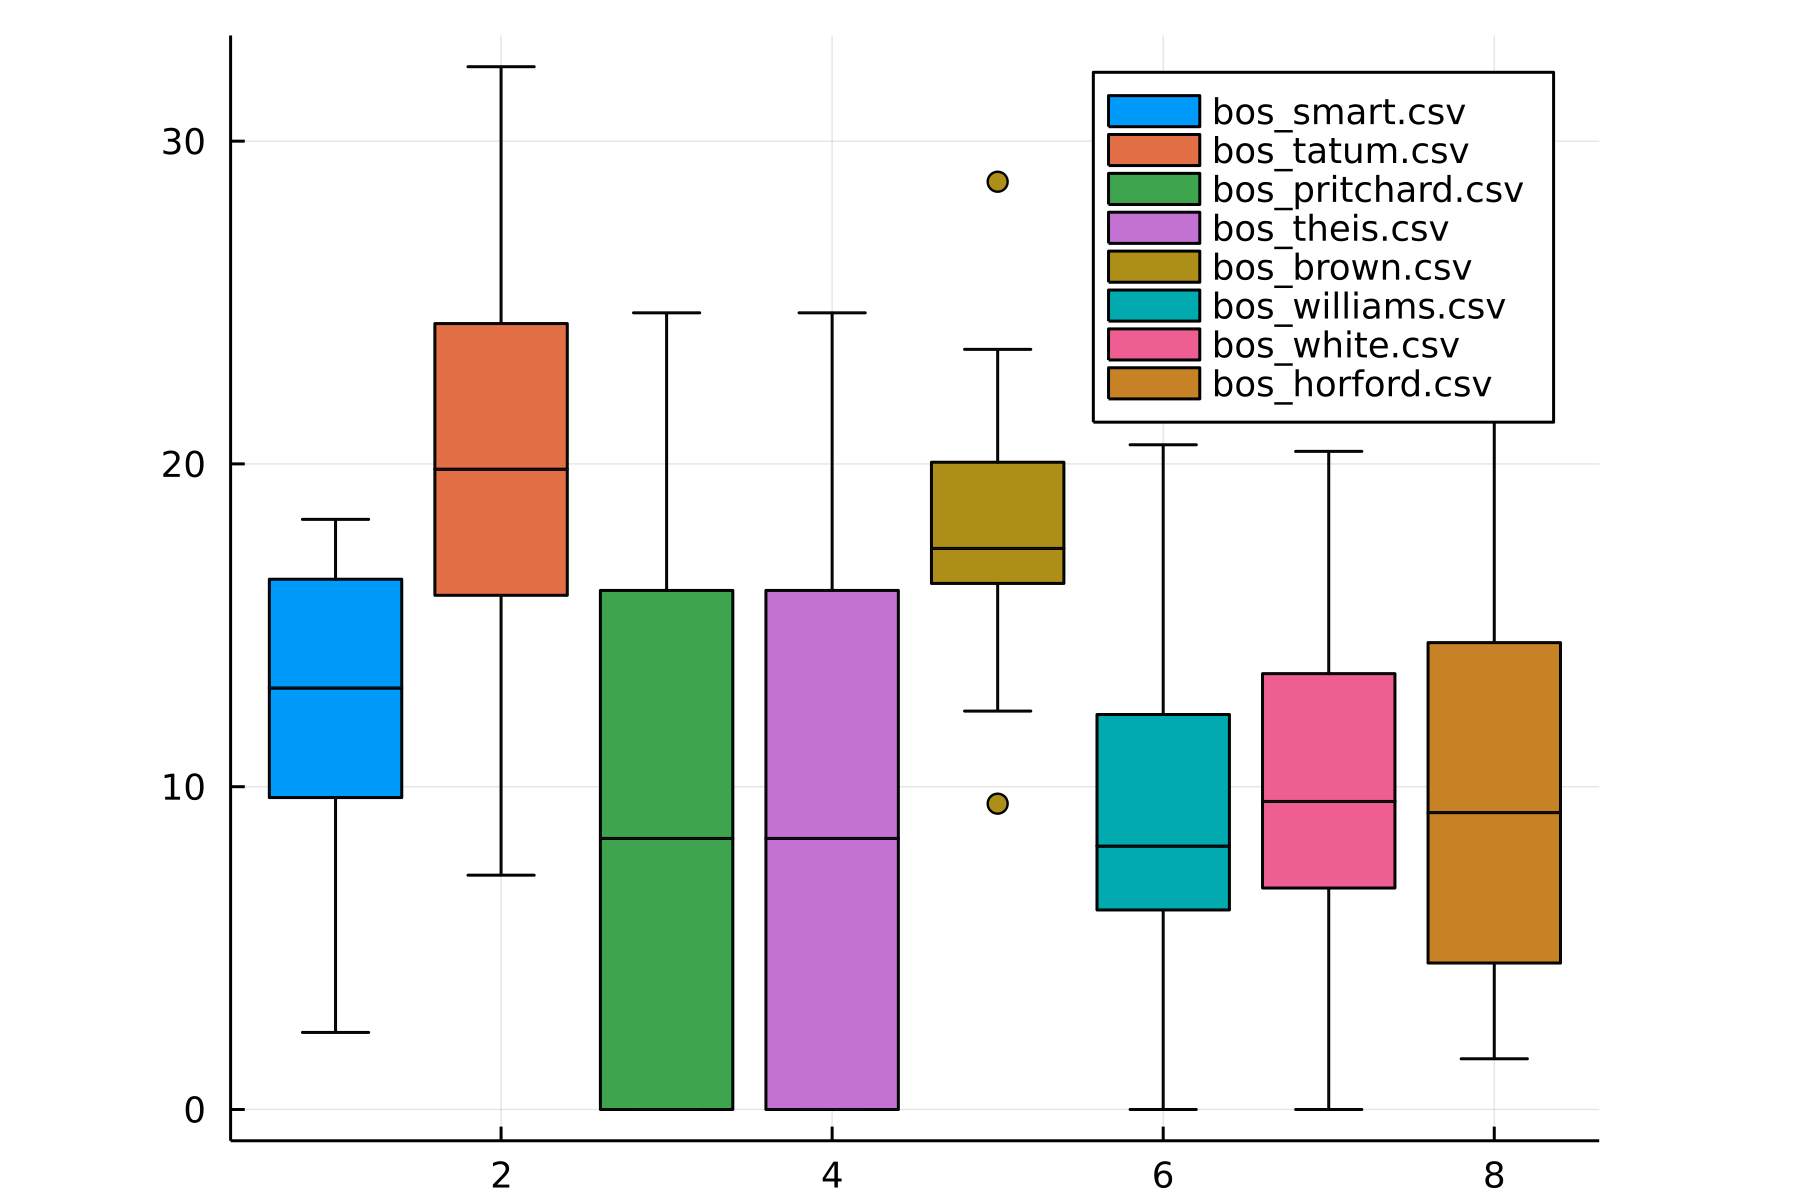 30
20
10
0
2
4
6
8
bos_smart.csv
bos_tatum.csv
bos_pritchard.csv
bos_theis.csv
bos_brown.csv
bos_williams.csv
bos_white.csv
bos_horford.csv